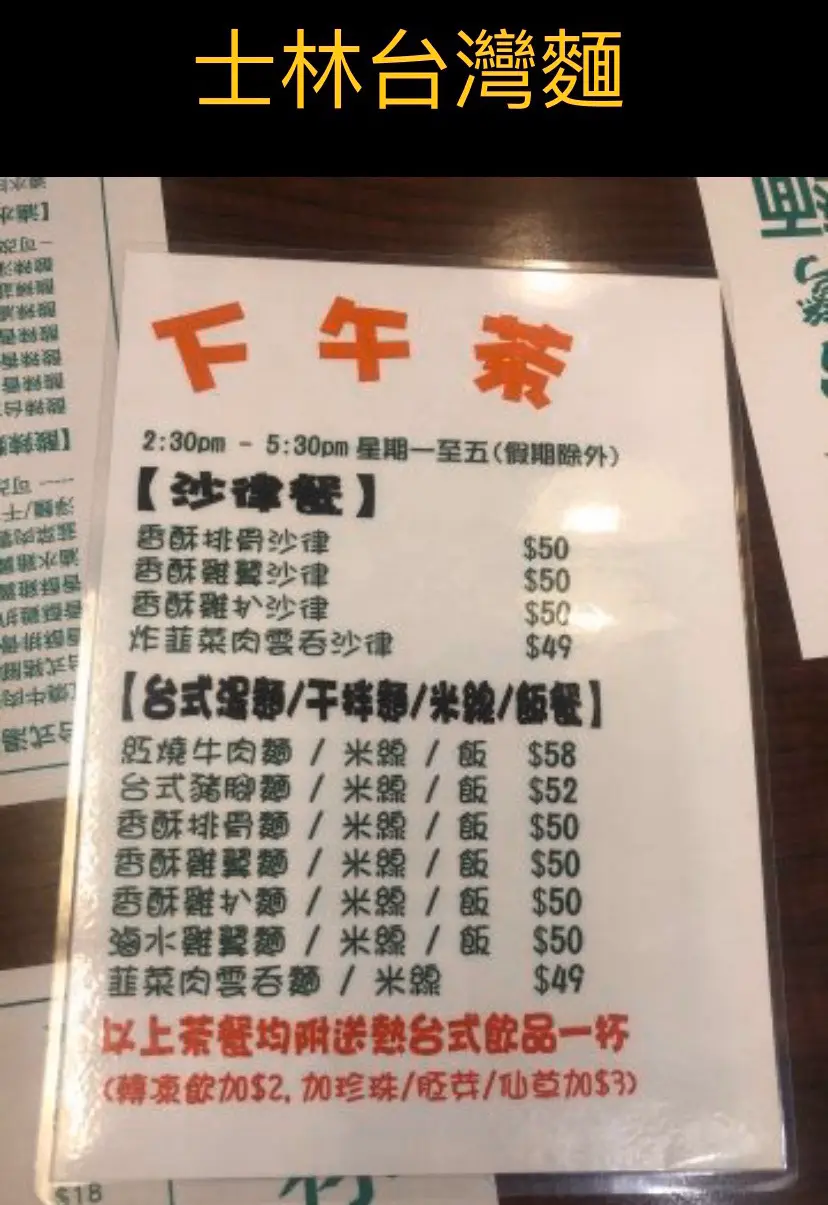 士林台灣麵
下午茶
2:30pm - 5:30pm 星期一至五(假期除外)
【沙律餐】
香酥排骨沙律 $50
香酥雞翼沙律 $50
香酥雞扒沙律 $50
炸韮菜肉雲吞沙律 $49
【台式湯麵/干拌麵/米線/飯餐】
紅燒牛肉麵 / 米線 / 飯 $58
台式豬腳麵 / 米線 / 飯 $52
香酥排骨麵 / 米線 / 飯 $50
香酥雞翼麵 / 米線 / 飯 $50
香酥雞扒麵 / 米線 / 飯 $50
滷水雞翼麵 / 米線 / 飯 $50
韮菜肉雲吞麵 / 米線 $49
以上茶餐均附送熱台式飲品一杯
(轉凍飲加$2, 加珍珠/胚芽/仙草加$3)
$18